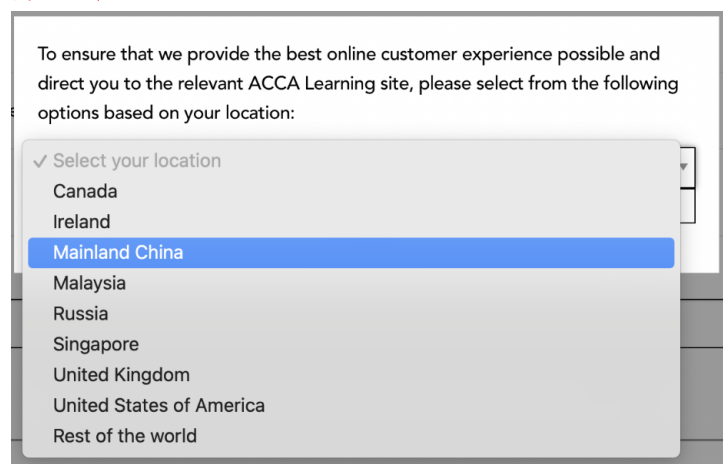 To ensure that we provide the best online customer experience possible and
direct you to the relevant ACCA Learning site, please select from the following
options based on your location:
✓ Select your location
Canada
Ireland
Mainland China
Malaysia
Russia
Singapore
United Kingdom
United States of America
Rest of the world